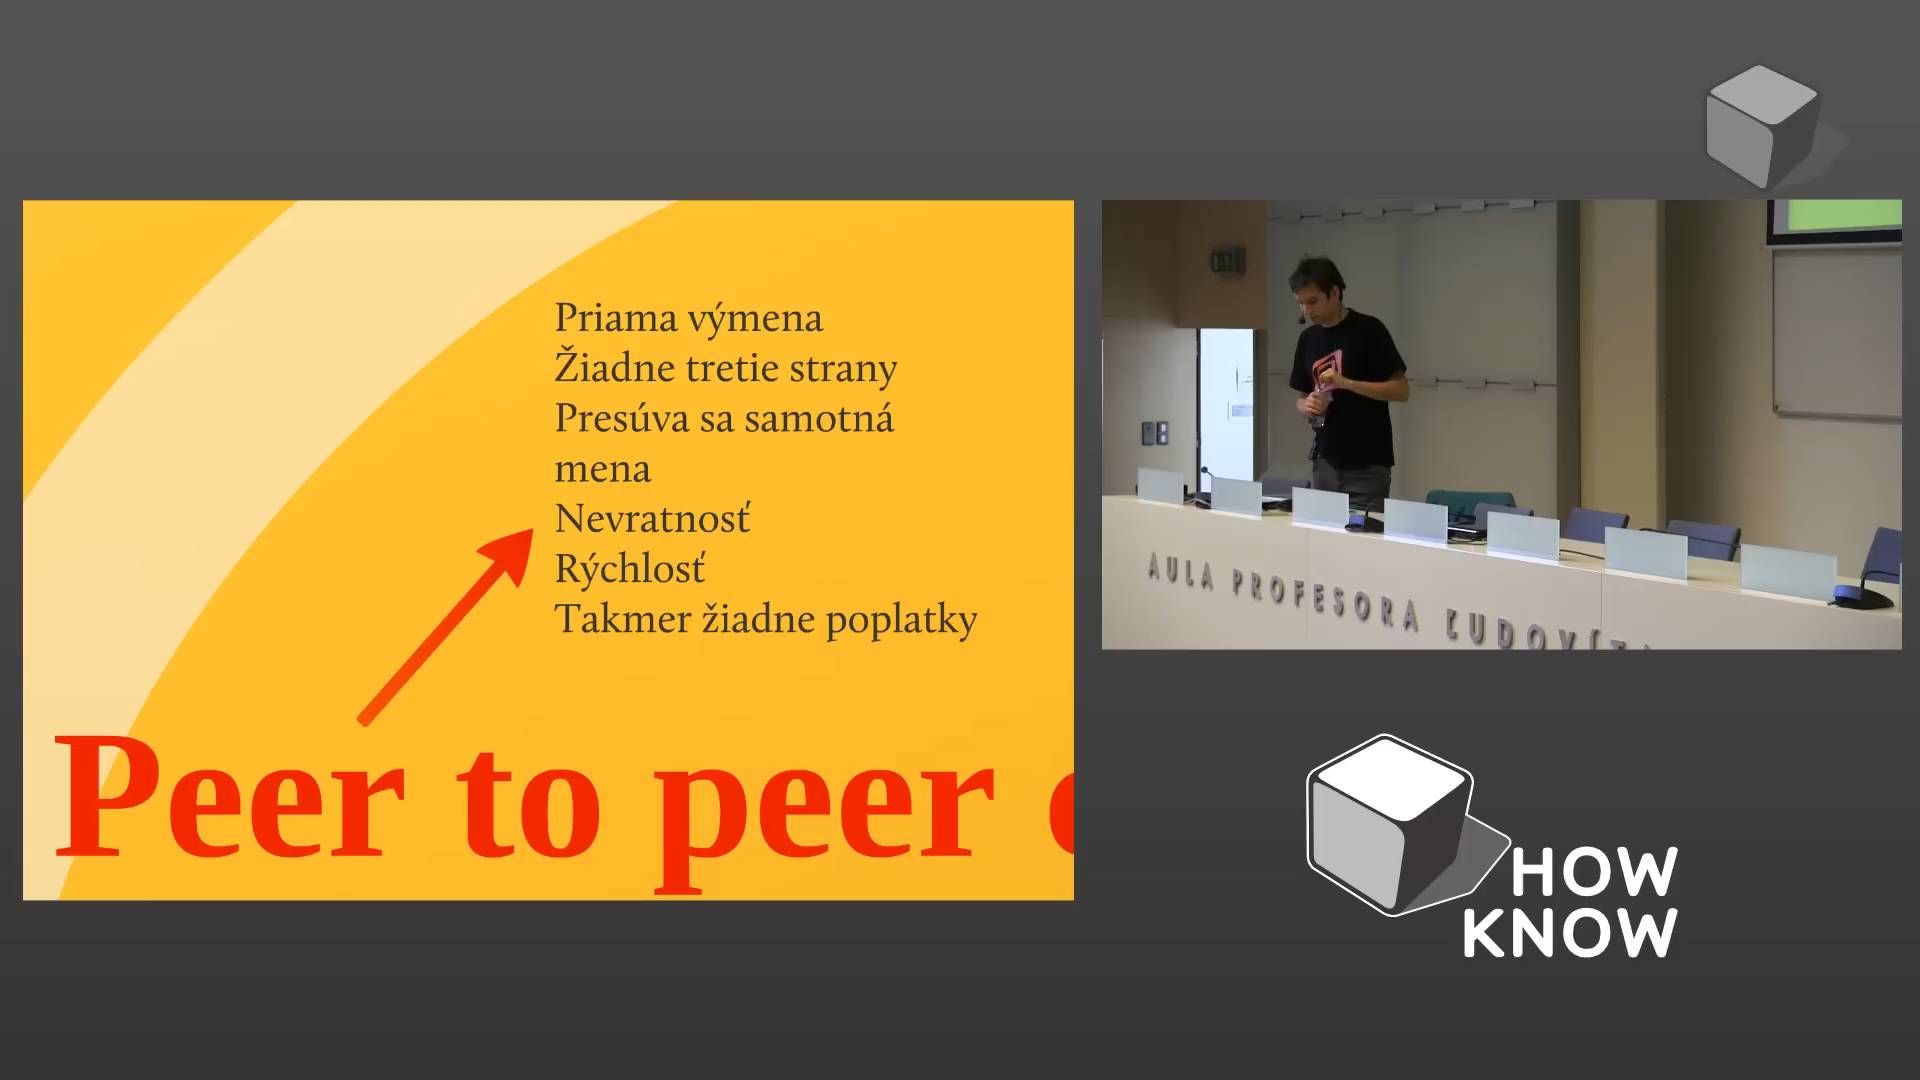 Priama výmena
Žiadne tretie strany
Presúva sa samotná
mena
Nevratnosť
Rýchlosť
Takmer žiadne poplatky
Peer to peer
AULA PROFESORA ĽUDOVÍTA
HOW
KNOW